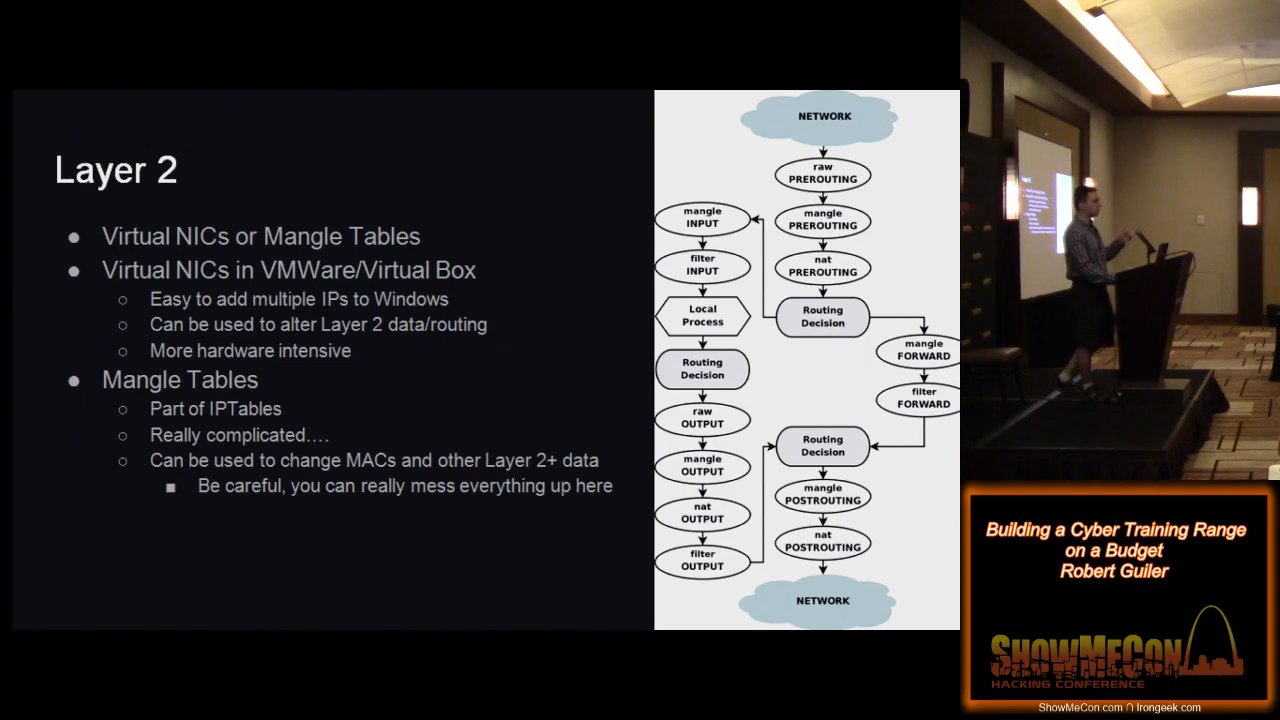 Layer 2
● Virtual NICs or Mangle Tables
● Virtual NICs in VMWare/Virtual Box
○ Easy to add multiple IPs to Windows
○ Can be used to alter Layer 2 data/routing
○ More hardware intensive
● Mangle Tables
○ Part of IPTables
○ Really complicated....
○ Can be used to change MACs and other Layer 2+ data
■ Be careful, you can really mess everything up here
NETWORK
raw
PREROUTING
mangle
PREROUTING
nat
PREROUTING
Routing
Decision
mangle
INPUT
filter
INPUT
Local
Process
Routing
Decision
raw
OUTPUT
mangle
OUTPUT
nat
OUTPUT
filter
OUTPUT
mangle
FORWARD
filter
FORWARD
Routing
Decision
mangle
POSTROUTING
nat
POSTROUTING
NETWORK
Building a Cyber Training Range
on a Budget
Robert Guiler
SHOWMECON
HACKING CONFERENCE
ShowMeCon.com ∩ Irongeek.com